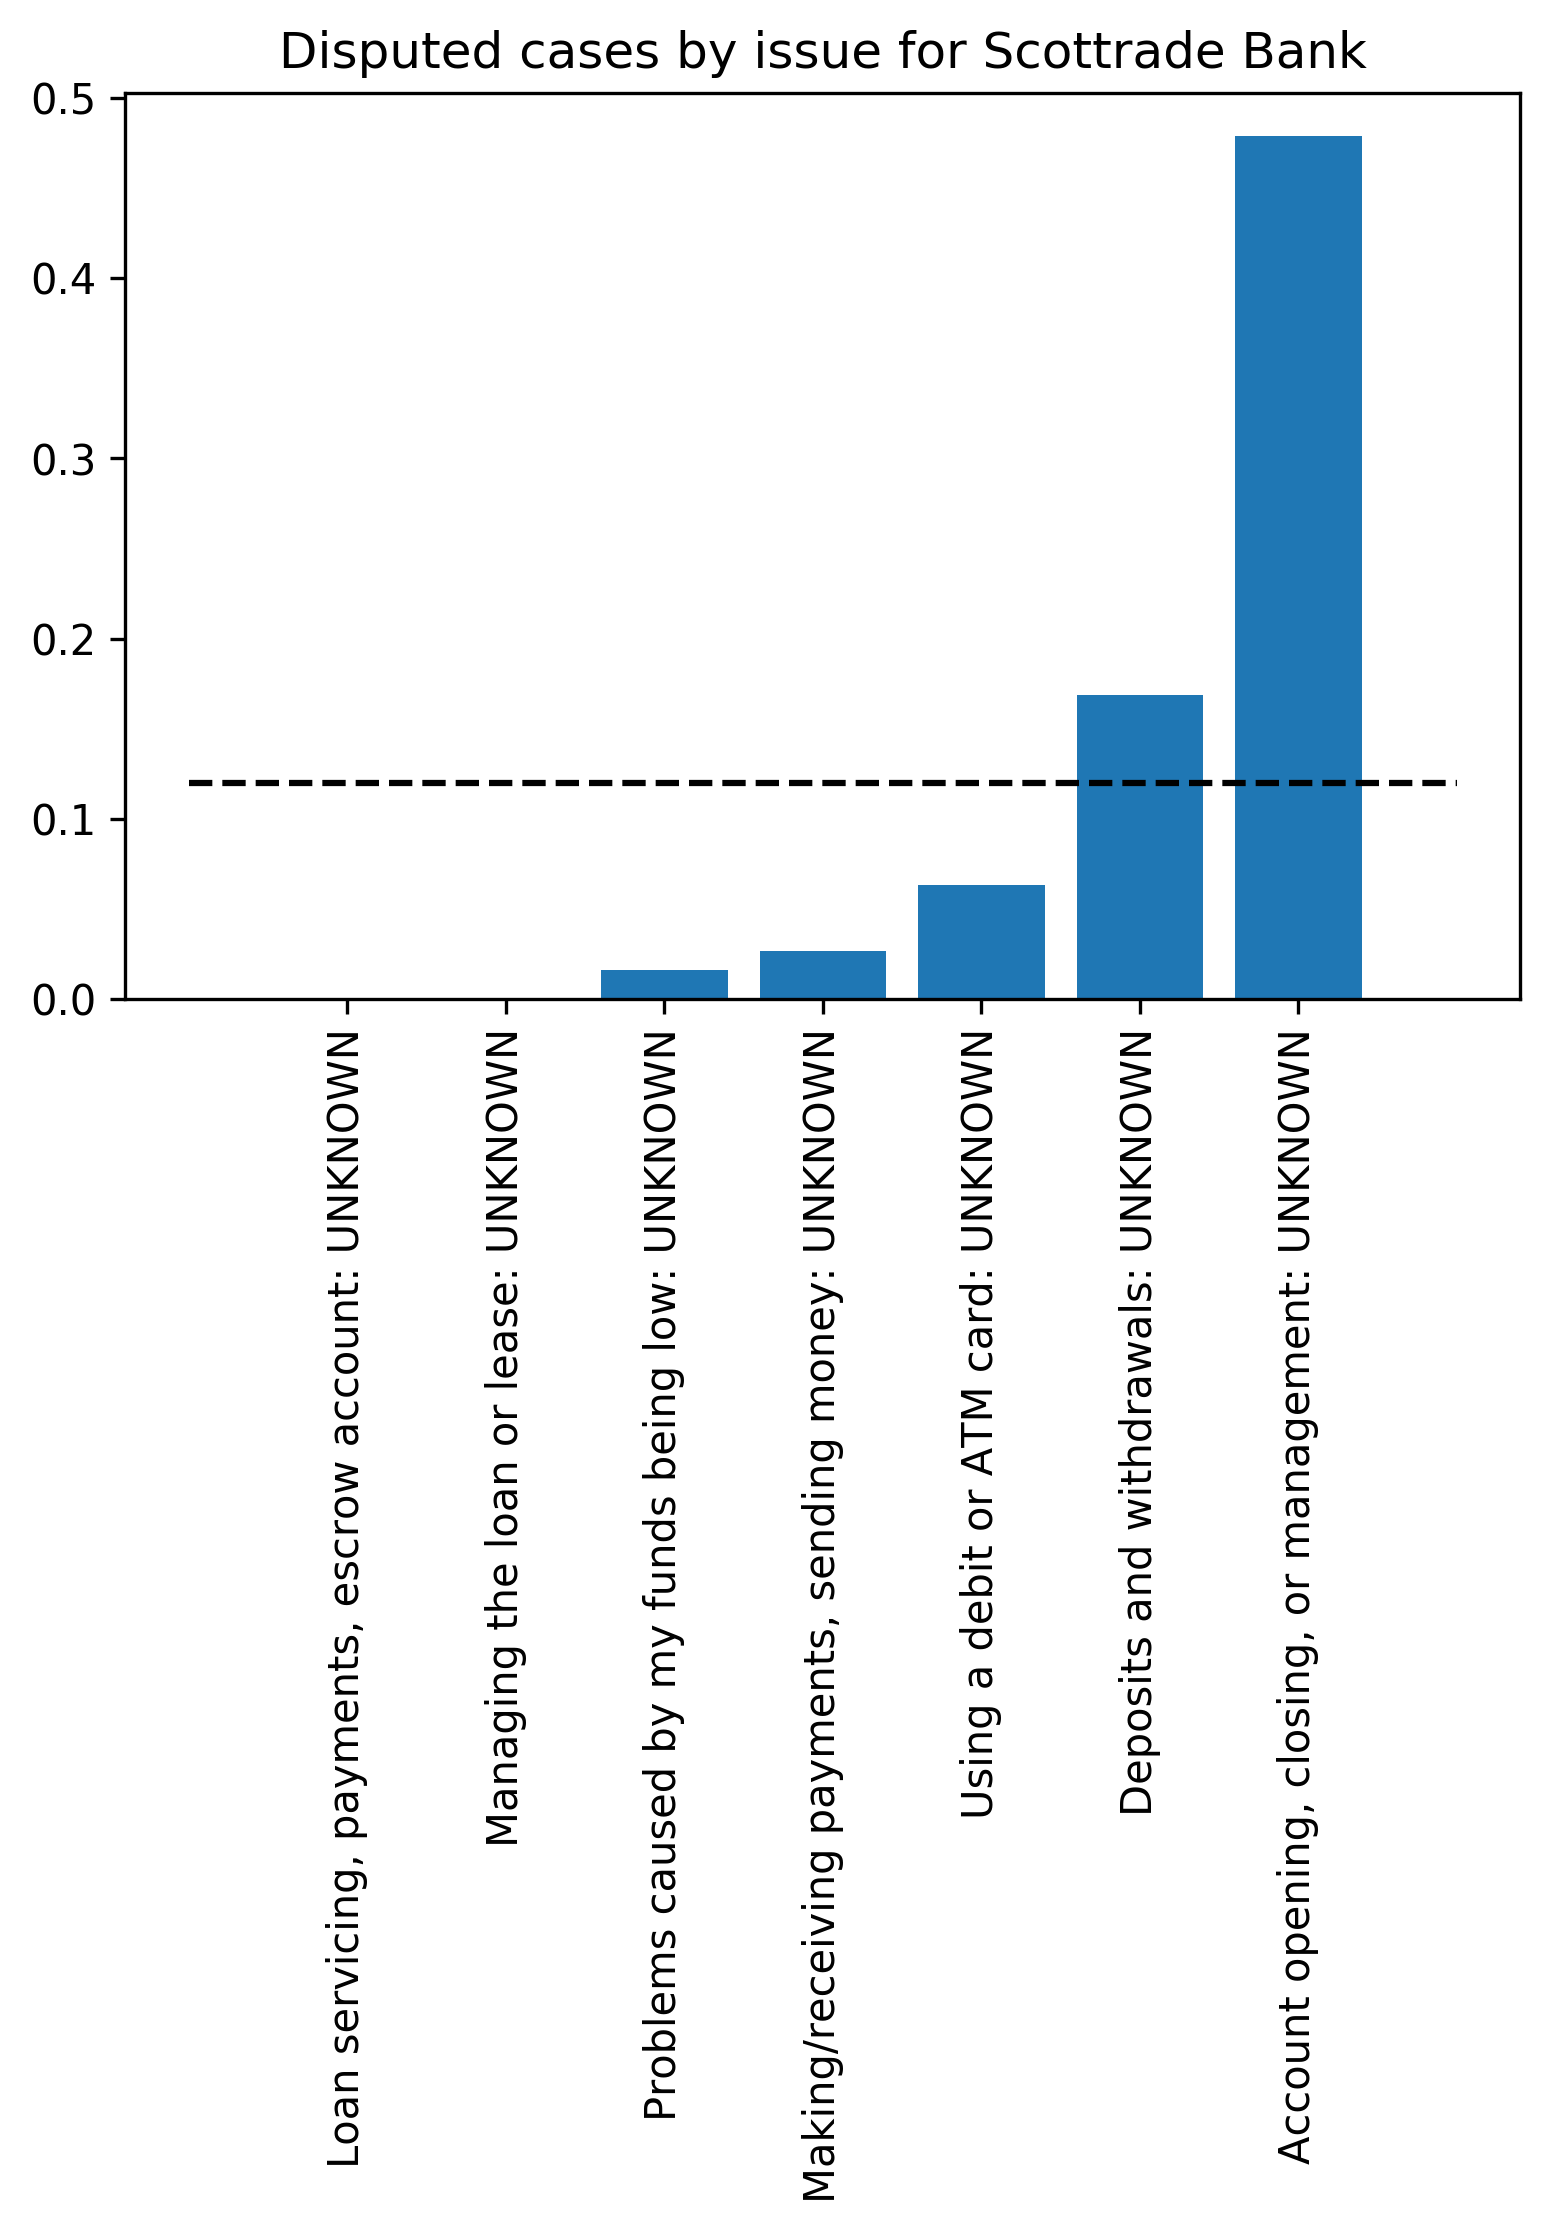 Disputed cases by issue for Scottrade Bank
0.5
0.4
0.3
0.2
0.1
0.0
Loan servicing, payments, escrow account: UNKNOWN
Managing the loan or lease: UNKNOWN
Problems caused by my funds being low: UNKNOWN
Making/receiving payments, sending money: UNKNOWN
Using a debit or ATM card: UNKNOWN
Deposits and withdrawals: UNKNOWN
Account opening, closing, or management: UNKNOWN